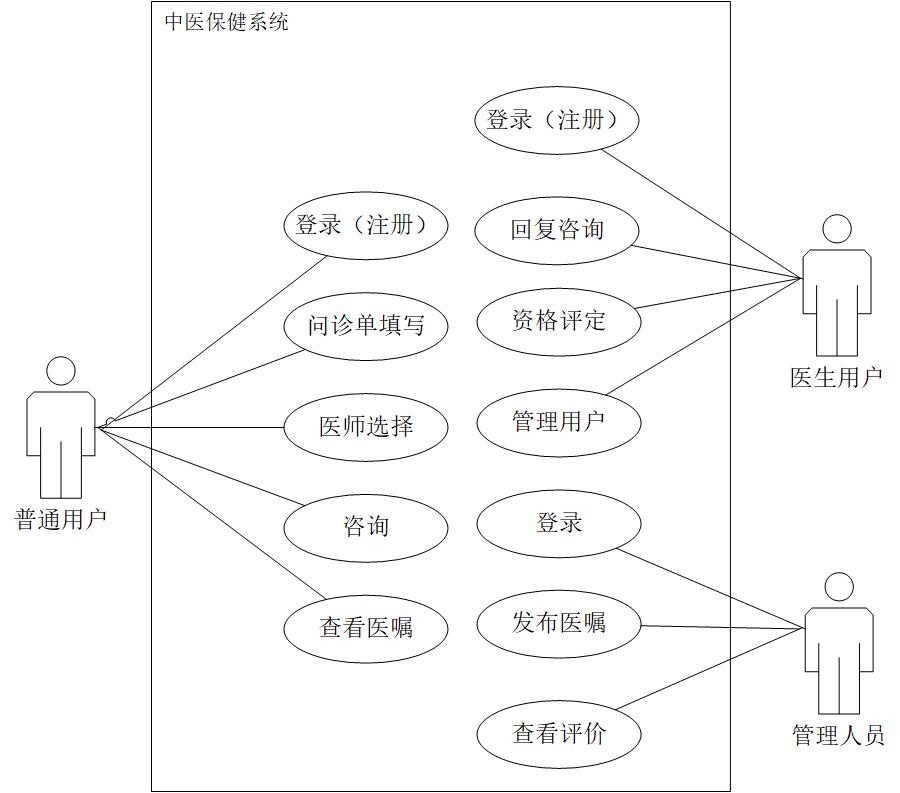 中医保健系统
登录（注册）
登录（注册）
回复咨询
问诊单填写
资格评定
医生用户
医师选择
管理用户
普通用户
咨询
登录
查看医嘱
发布医嘱
查看评价
管理人员